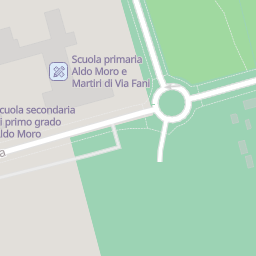 Scuola primaria
Aldo Moro e
Martiri di Via Fani
cuola secondaria
i primo grado
ldo Moro
a